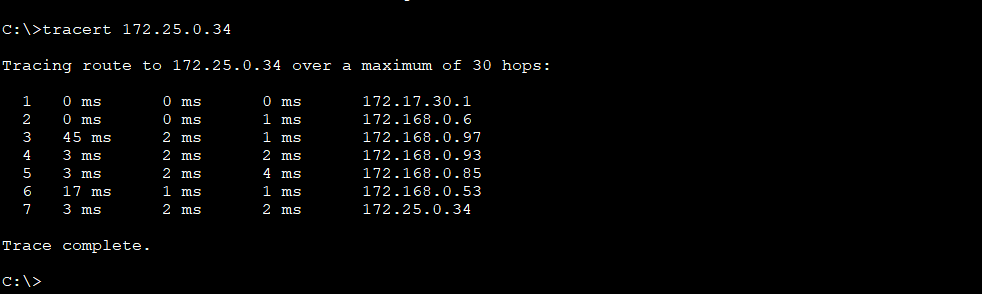 C:\>tracert 172.25.0.34
Tracing route to 172.25.0.34 over a maximum of 30 hops:
1 0 ms 0 ms 0 ms 172.17.30.1
2 0 ms 0 ms 1 ms 172.168.0.6
3 45 ms 2 ms 1 ms 172.168.0.97
4 3 ms 2 ms 2 ms 172.168.0.93
5 3 ms 2 ms 4 ms 172.168.0.85
6 17 ms 1 ms 1 ms 172.168.0.53
7 3 ms 2 ms 2 ms 172.25.0.34
Trace complete.
C:\>